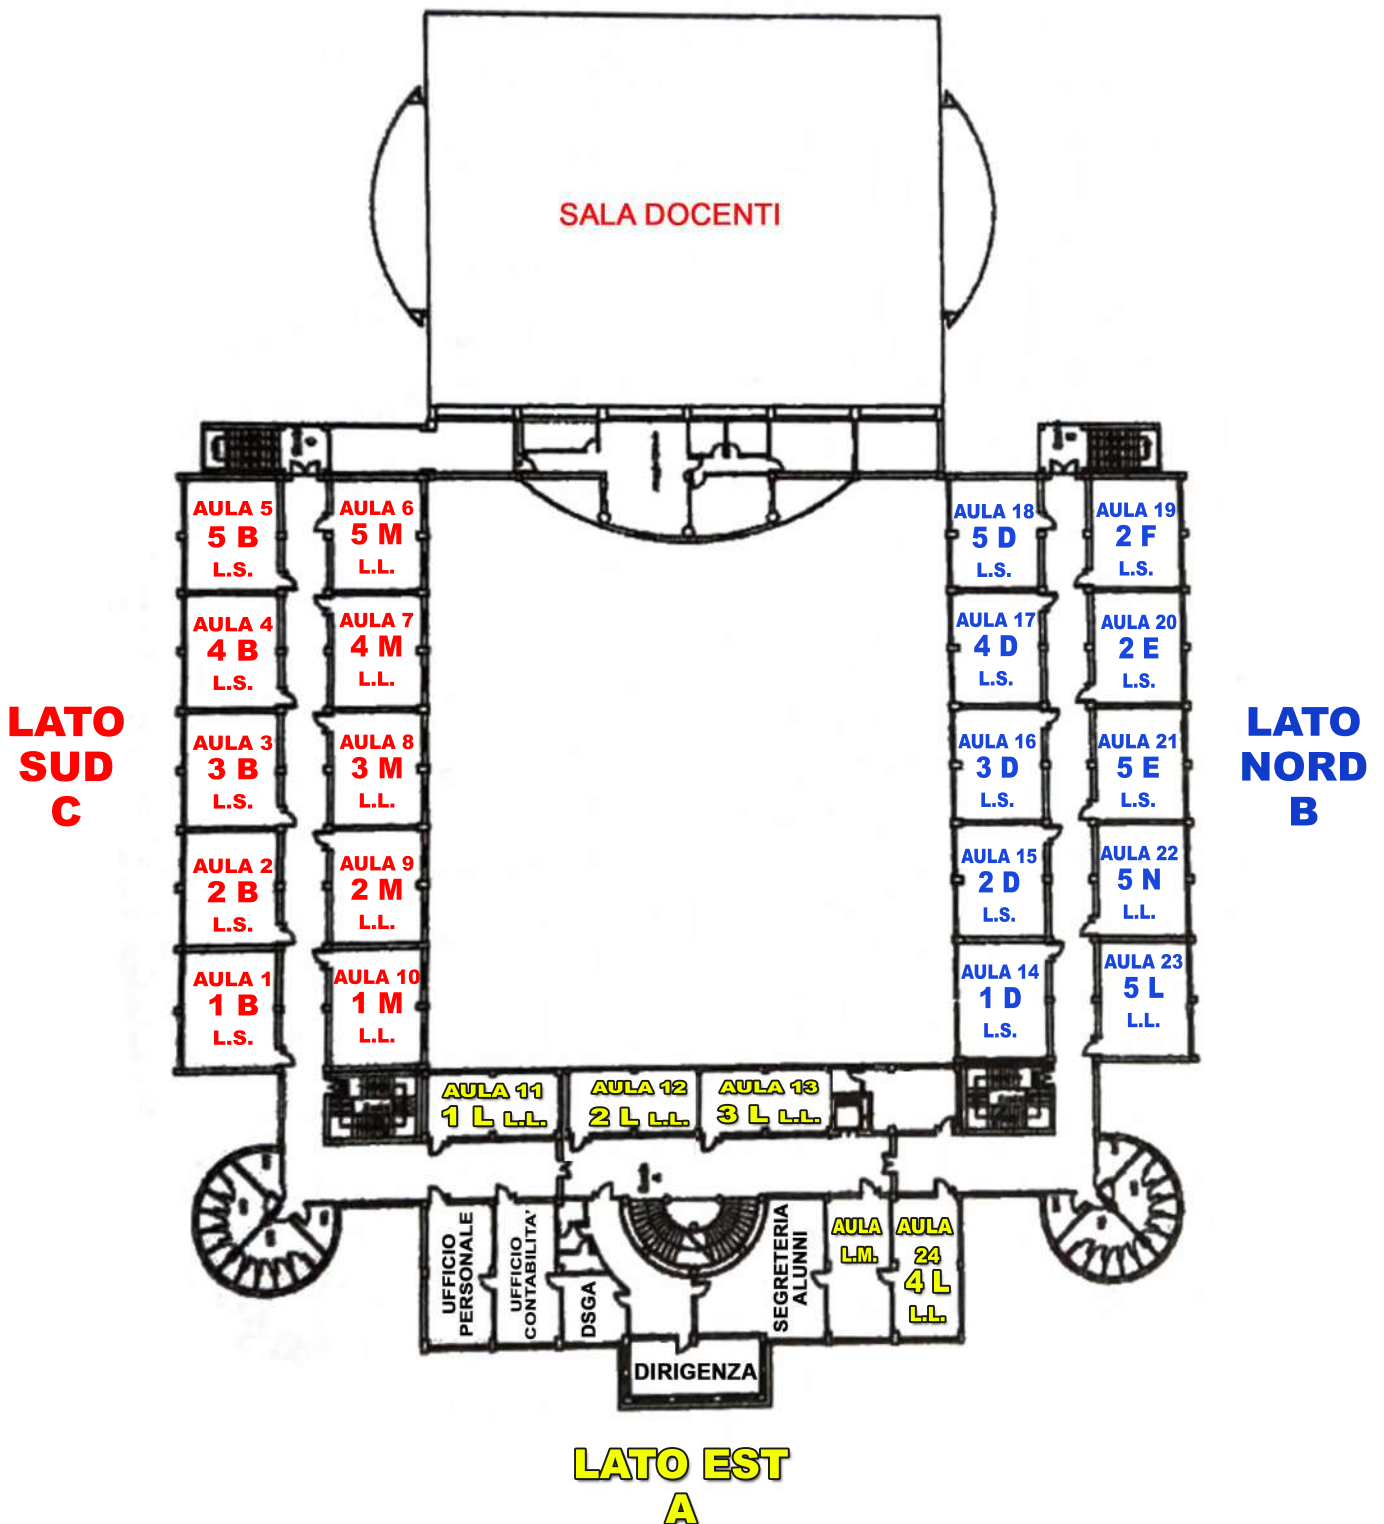 SALA DOCENTI
AULA 5
5 B
L.S.
AULA 6
5 M
L.L.
AULA 18
5 D
L.S.
AULA 19
2 F
L.S.
AULA 4
4 B
L.S.
AULA 7
4 M
L.L.
AULA 17
4 D
L.S.
AULA 20
2 E
L.S.
LATO
SUD
C
AULA 3
3 B
L.S.
AULA 8
3 M
L.L.
AULA 16
3 D
L.S.
AULA 21
5 E
L.S.
LATO
NORD
B
AULA 2
2 B
L.S.
AULA 9
2 M
L.L.
AULA 15
2 D
L.S.
AULA 22
5 N
L.L.
AULA 1
1 B
L.S.
AULA 10
1 M
L.L.
AULA 14
1 D
L.S.
AULA 23
5 L
L.L.
AULA 11
1 L L.L.
AULA 12
2 L L.L.
AULA 13
3 L L.L.
UFFICIO
PERSONALE
UFFICIO
CONTABILITA'
DSGA
SEGRETERIA
ALUNNI
AULA
L.M.
AULA
24
4 L
L.L.
DIRIGENZA
LATO EST
A